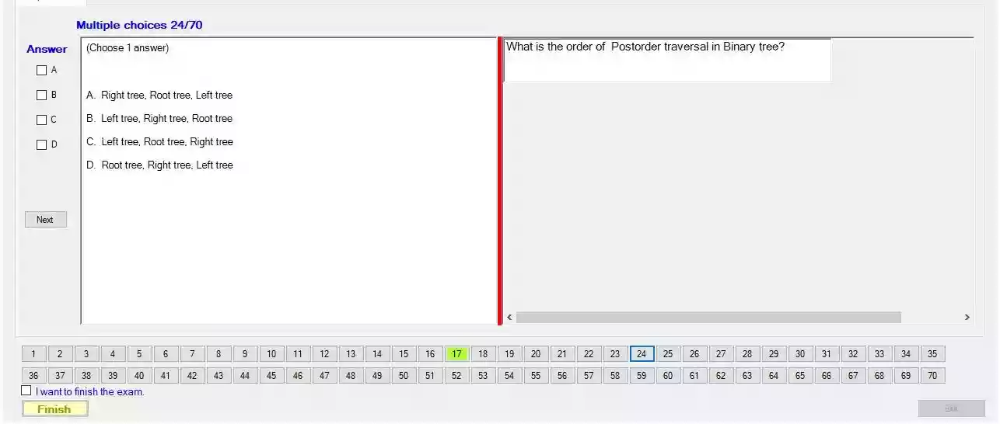 Multiple choices 24/70
Answer
A
B
C
D
Next
(Choose 1 answer)
A. Right tree, Root tree, Left tree
B. Left tree, Right tree, Root tree
C. Left tree, Root tree, Right tree
D. Root tree, Right tree, Left tree
What is the order of Postorder traversal in Binary tree?
1 2 3 4 5 6 7 8 9 10 11 12 13 14 15 16 17 18 19 20 21 22 23 24 25 26 27 28 29 30 31 32 33 34 35
36 37 38 39 40 41 42 43 44 45 46 47 48 49 50 51 52 53 54 55 56 57 58 59 60 61 62 63 64 65 66 67 68 69 70
I want to finish the exam.
Finish
Exit